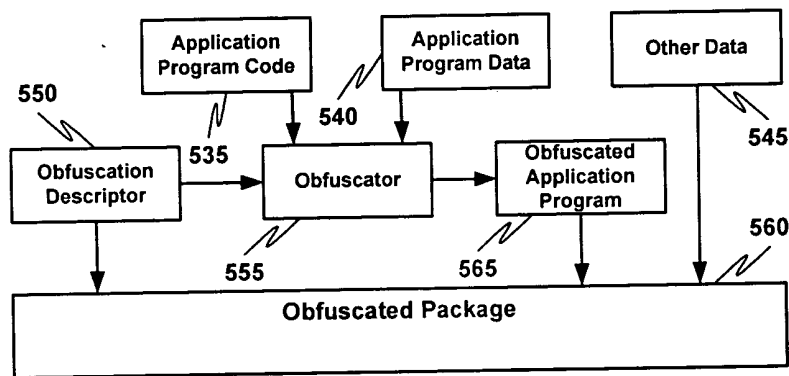 Application
Program Code
Application
Program Data
Other Data
550
535
540
545
Obfuscation
Descriptor
Obfuscator
Obfuscated
Application
Program
555
565
560
Obfuscated Package